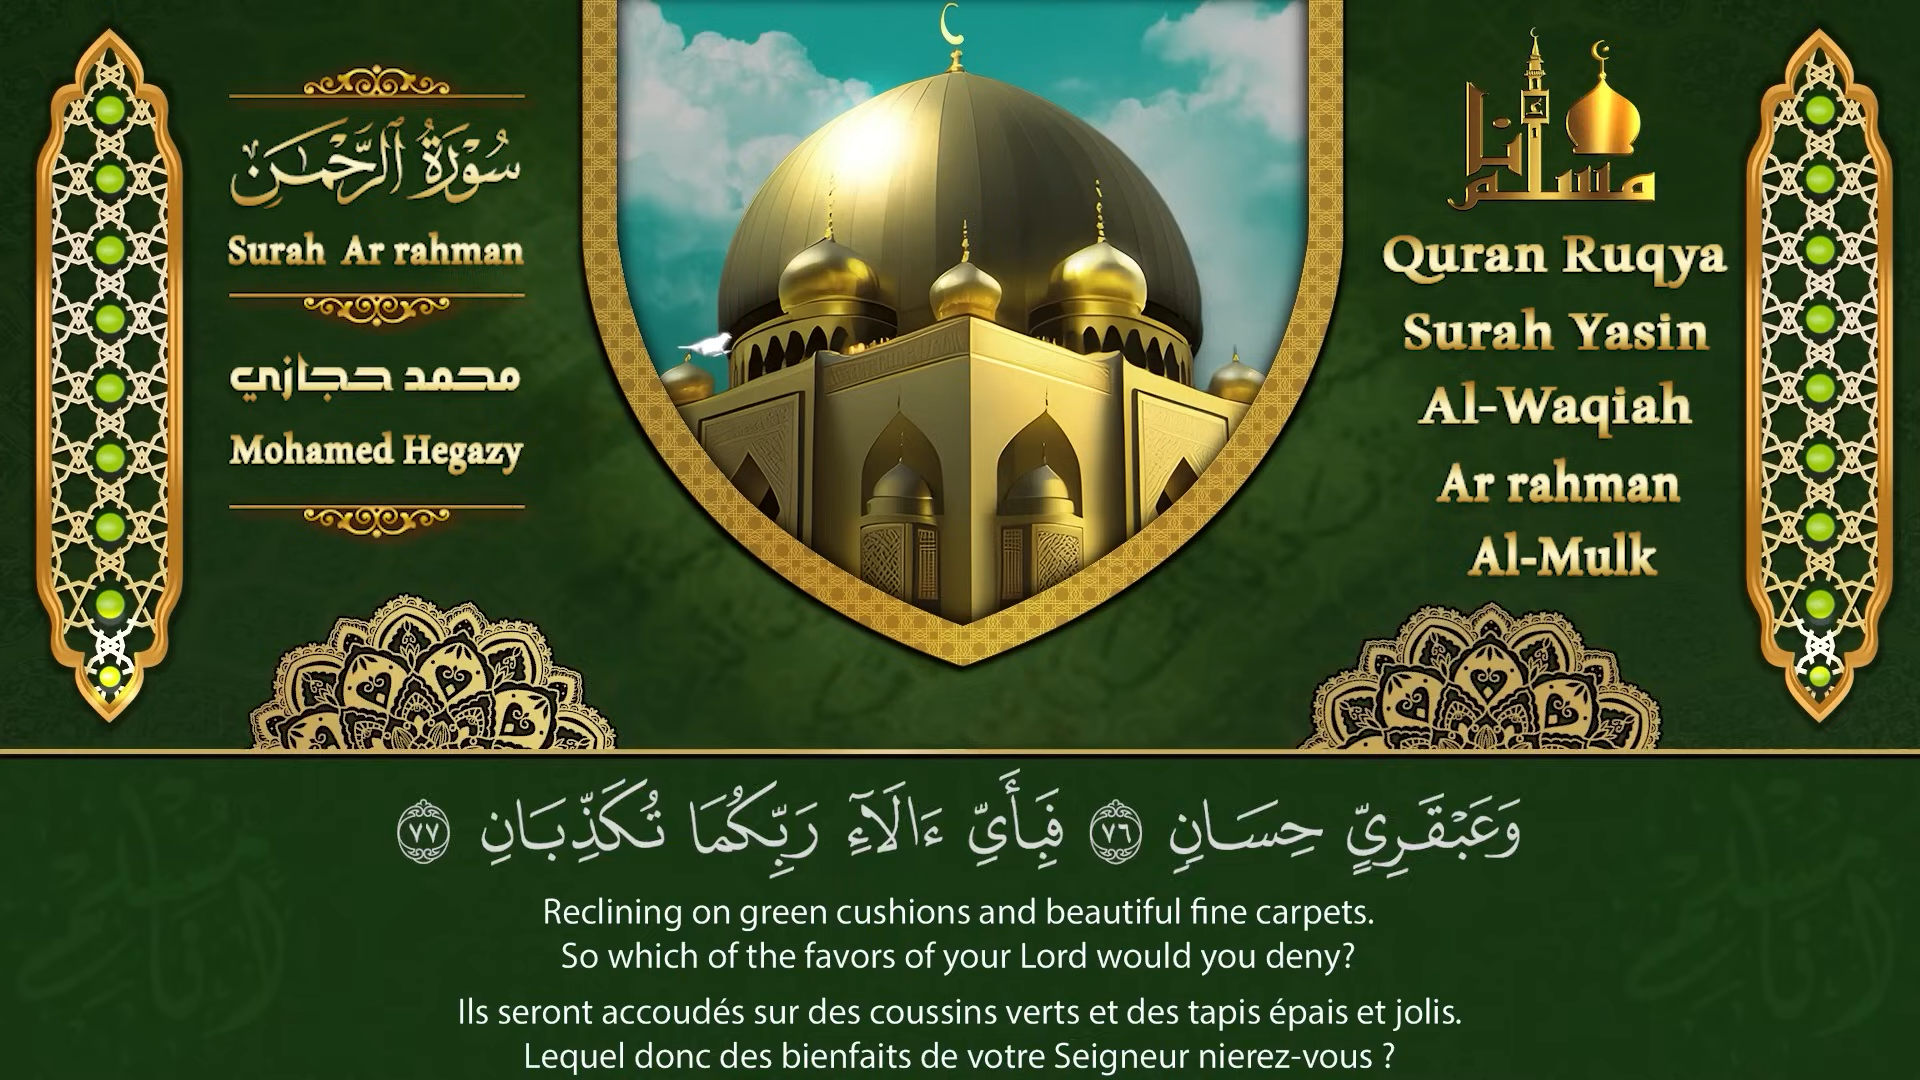 سُورَةُ ٱلرَّحْمَـٰن
Surah Ar rahman
محمد حجازي
Mohamed Hegazy
أنا
مسلم
Quran Ruqya
Surah Yasin
Al-Waqiah
Ar rahman
Al-Mulk
وَعَبْقَرِيٍّ حِسَانٍ ٧٦ فَبِأَيِّ ءَالَآءِ رَبِّكُمَا تُكَذِّبَانِ ٧٧
Reclining on green cushions and beautiful fine carpets.
So which of the favors of your Lord would you deny?
Ils seront accoudés sur des coussins verts et des tapis épais et jolis.
Lequel donc des bienfaits de votre Seigneur nierez-vous ?